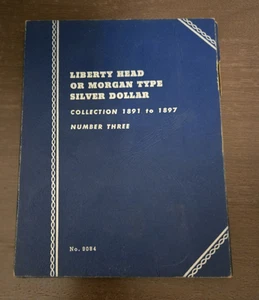 LIBERTY HEAD
OR MORGAN TYPE
SILVER DOLLAR
COLLECTION 1891 to 1897
NUMBER THREE
No. 9084